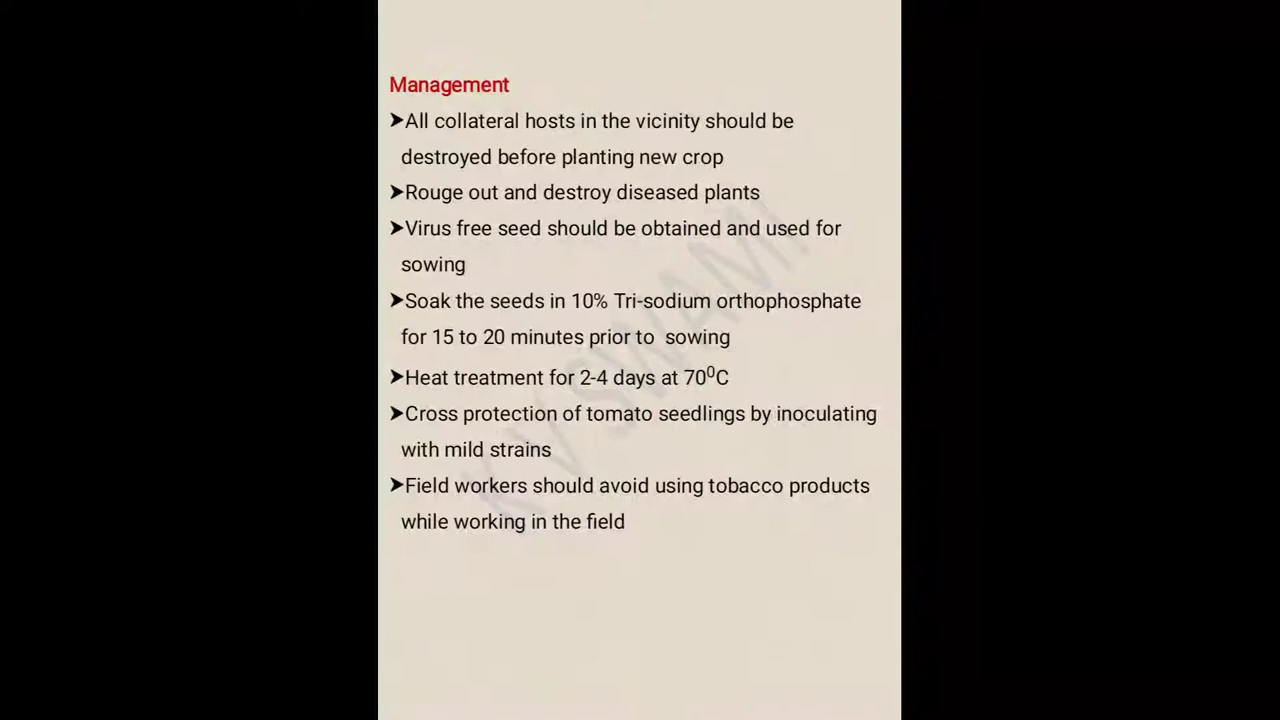 Management
➤All collateral hosts in the vicinity should be
destroyed before planting new crop
➤Rouge out and destroy diseased plants
➤Virus free seed should be obtained and used for
sowing
➤Soak the seeds in 10% Tri-sodium orthophosphate
for 15 to 20 minutes prior to  sowing
➤Heat treatment for 2-4 days at 70⁰C
➤Cross protection of tomato seedlings by inoculating
with mild strains
➤Field workers should avoid using tobacco products
while working in the field
K V SWAMI